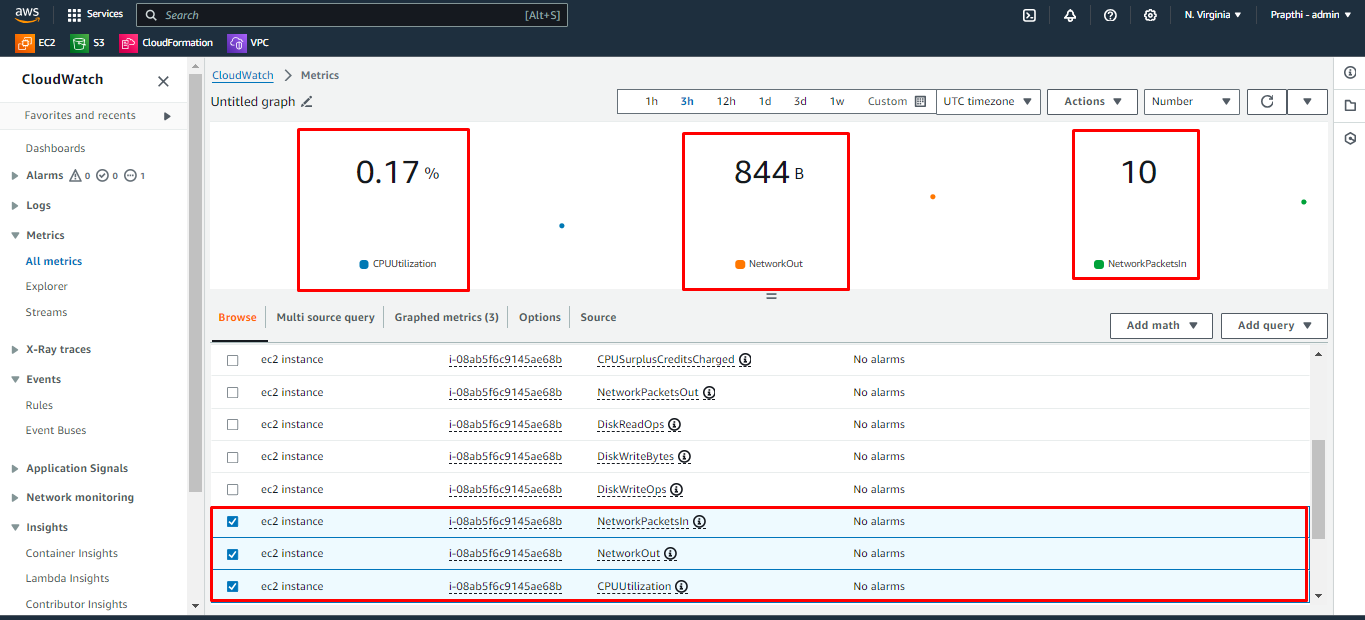 aws
Services
Search
[Alt+S]
N. Virginia
Prapthi - admin
EC2
S3
CloudFormation
VPC
CloudWatch
Favorites and recents
Dashboards
Alarms 0 0 1
Logs
Metrics
All metrics
Explorer
Streams
X-Ray traces
Events
Rules
Event Buses
Application Signals
Network monitoring
Insights
Container Insights
Lambda Insights
Contributor Insights
CloudWatch Metrics
Untitled graph
1h 3h 12h 1d 3d 1w Custom UTC timezone Actions Number
0.17 %
CPUUtilization
844 B
NetworkOut
10
NetworkPacketsIn
Browse Multi source query Graphed metrics (3) Options Source
Add math Add query
ec2 instance i-08ab5f6c9145ae68b CPUSurplusCreditsCharged No alarms
ec2 instance i-08ab5f6c9145ae68b NetworkPacketsOut No alarms
ec2 instance i-08ab5f6c9145ae68b DiskReadOps No alarms
ec2 instance i-08ab5f6c9145ae68b DiskWriteBytes No alarms
ec2 instance i-08ab5f6c9145ae68b DiskWriteOps No alarms
ec2 instance i-08ab5f6c9145ae68b NetworkPacketsIn No alarms
ec2 instance i-08ab5f6c9145ae68b NetworkOut No alarms
ec2 instance i-08ab5f6c9145ae68b CPUUtilization No alarms